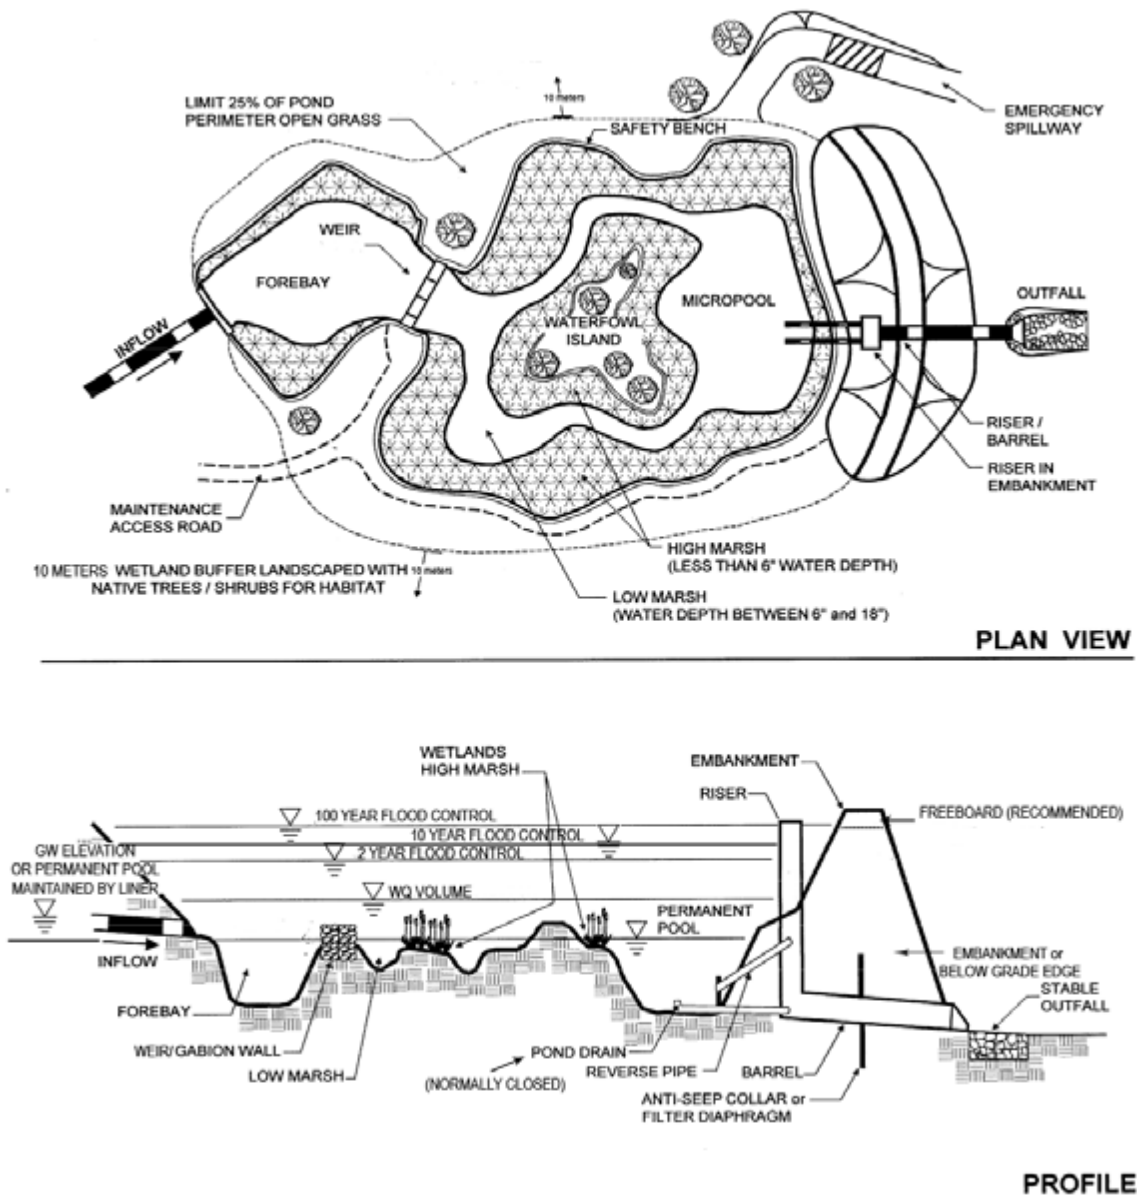 10 meters
LIMIT 25% OF POND
PERIMETER OPEN GRASS
SAFETY BENCH
EMERGENCY
SPILLWAY
WEIR
FOREBAY
INFLOW
MICROPOOL
WATERFOWL
ISLAND
OUTFALL
RISER /
BARREL
RISER IN
EMBANKMENT
MAINTENANCE
ACCESS ROAD
HIGH MARSH
(LESS THAN 6" WATER DEPTH)
10 METERS WETLAND BUFFER LANDSCAPED WITH
NATIVE TREES / SHRUBS FOR HABITAT
10 meters
LOW MARSH
(WATER DEPTH BETWEEN 6" and 18")
PLAN VIEW
WETLANDS
HIGH MARSH
EMBANKMENT
RISER
FREEBOARD (RECOMMENDED)
100 YEAR FLOOD CONTROL
10 YEAR FLOOD CONTROL
2 YEAR FLOOD CONTROL
GW ELEVATION
OR PERMANENT POOL
MAINTAINED BY LINER
WQ VOLUME
PERMANENT
POOL
INFLOW
EMBANKMENT or
BELOW GRADE EDGE
STABLE
OUTFALL
FOREBAY
WEIR/GABION WALL
LOW MARSH
POND DRAIN
(NORMALLY CLOSED)
REVERSE PIPE
BARREL
ANTI-SEEP COLLAR or
FILTER DIAPHRAGM
PROFILE